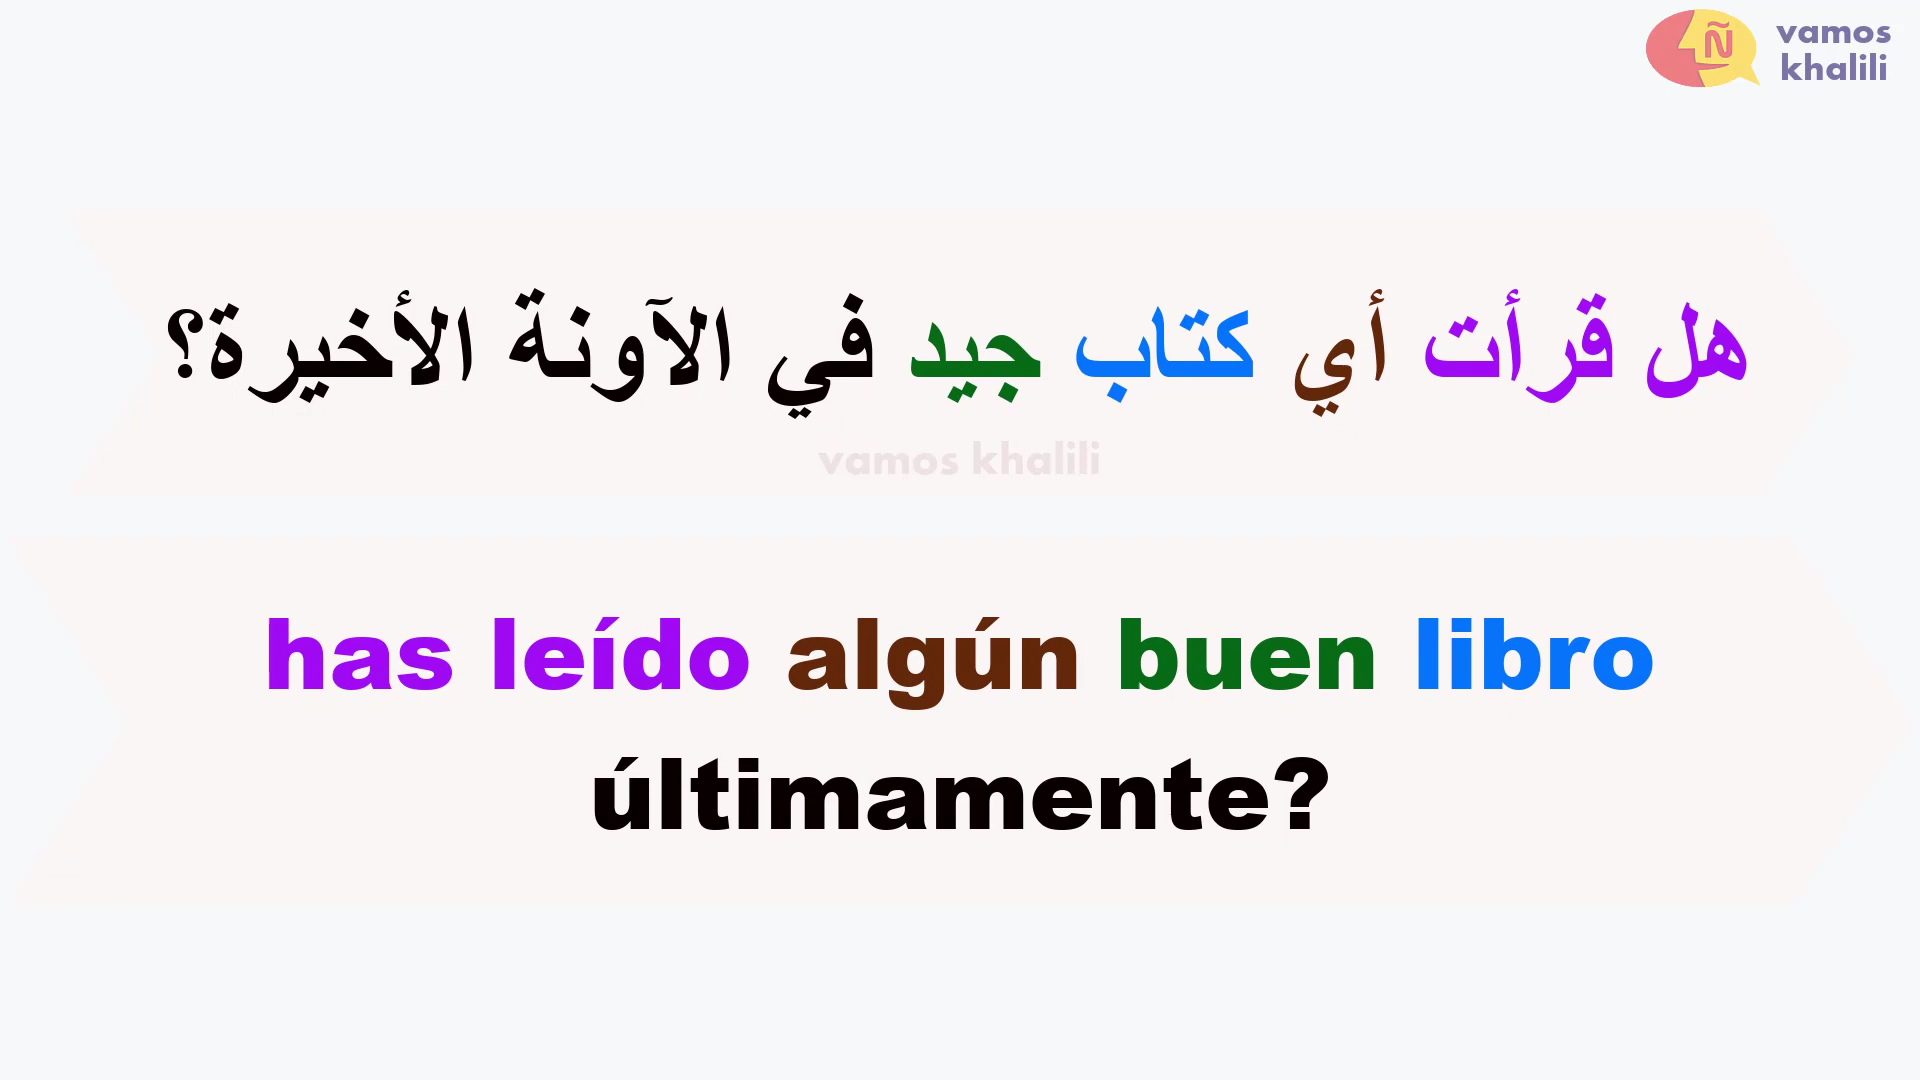 Ñ
vamos
khalili
هل قرأت أي كتاب جيد في الآونة الأخيرة؟
vamos khalili
has leído algún buen libro
últimamente?